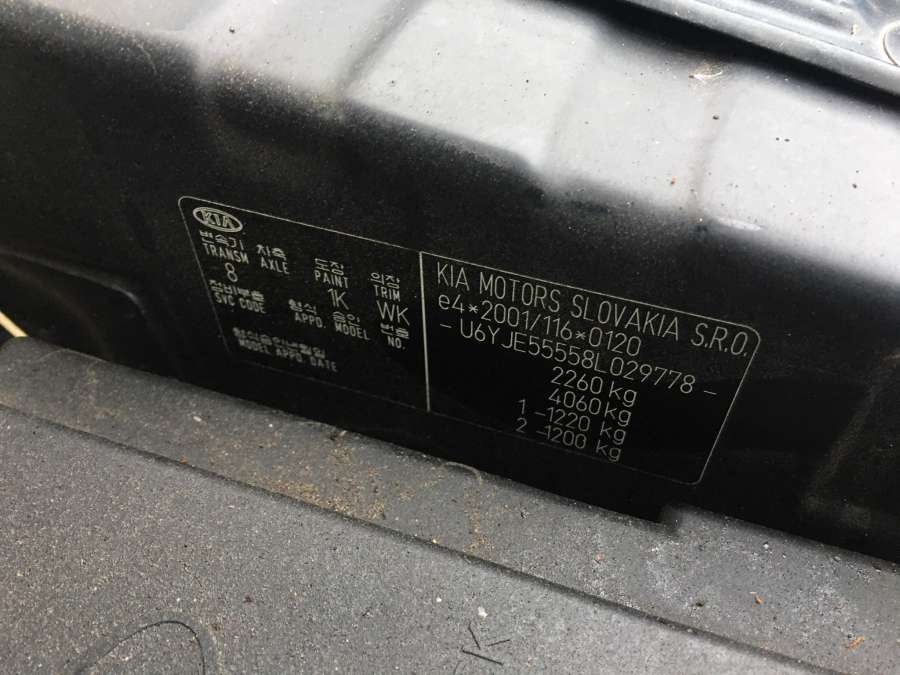 KIA
변속기 차축 도장 의장
TRANSM AXLE PAINT TRIM
8 1K WK
정비부호 형식 승인 번호
SVC CODE APPD. MODEL NO.
형식승인년월일
MODEL APPD. DATE
KIA MOTORS SLOVAKIA S.R.O.
e4*2001/116*0120
- U6YJE55558L029778 -
2260 kg
4060 kg
1 -1220 kg
2 -1200 kg